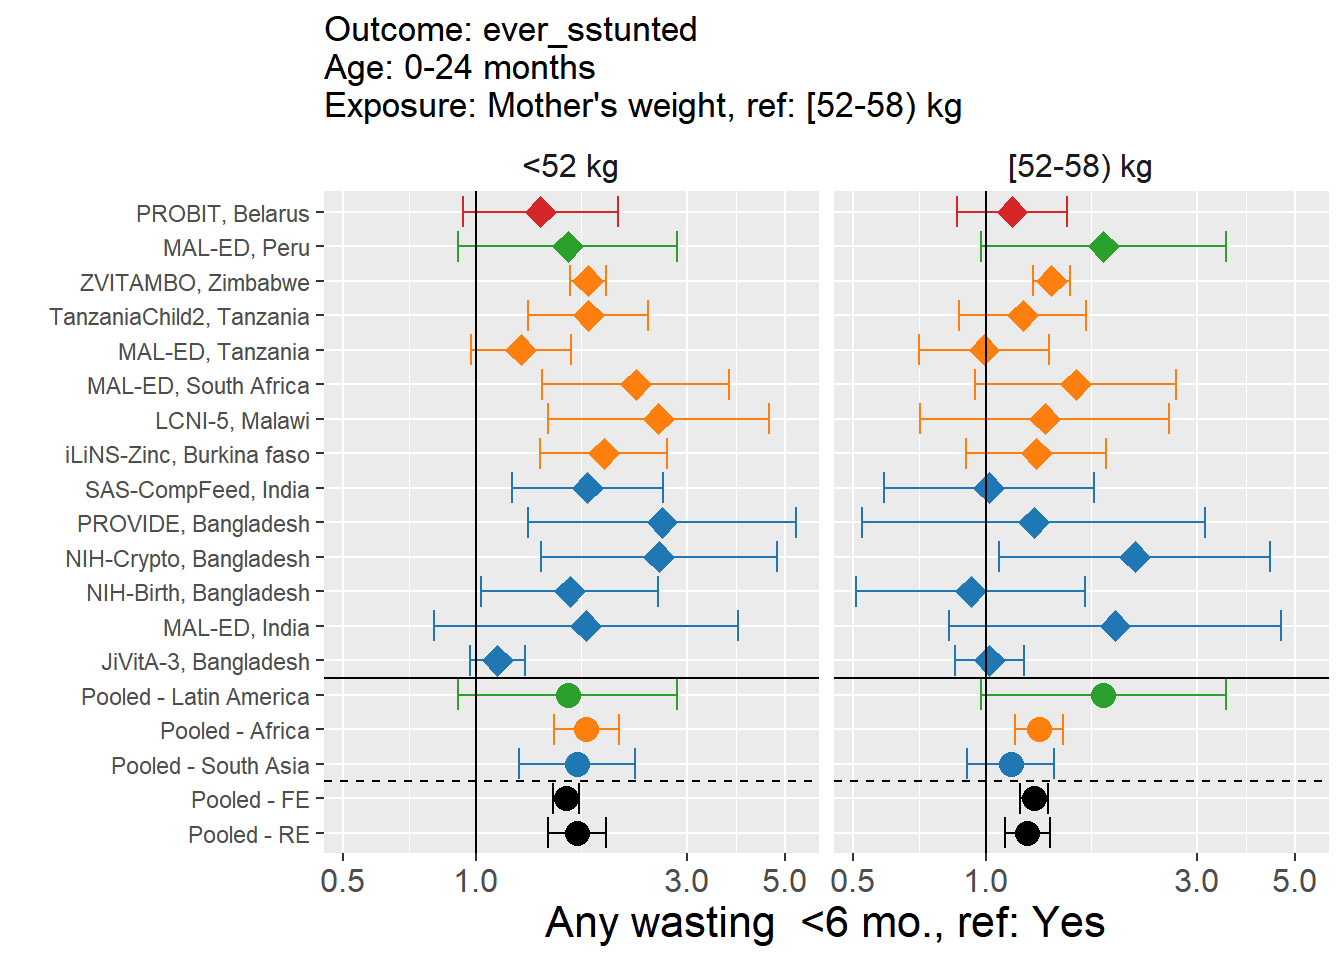 Outcome: ever_sstunted
Age: 0-24 months
Exposure: Mother's weight, ref: [52-58) kg
<52 kg
[52-58) kg
PROBIT, Belarus
MAL-ED, Peru
ZVITAMBO, Zimbabwe
TanzaniaChild2, Tanzania
MAL-ED, Tanzania
MAL-ED, South Africa
LCNI-5, Malawi
iLiNS-Zinc, Burkina faso
SAS-CompFeed, India
PROVIDE, Bangladesh
NIH-Crypto, Bangladesh
NIH-Birth, Bangladesh
MAL-ED, India
JiVitA-3, Bangladesh
Pooled - Latin America
Pooled - Africa
Pooled - South Asia
Pooled - FE
Pooled - RE
0.5 1.0 3.0 5.0
0.5 1.0 3.0 5.0
Any wasting  <6 mo., ref: Yes